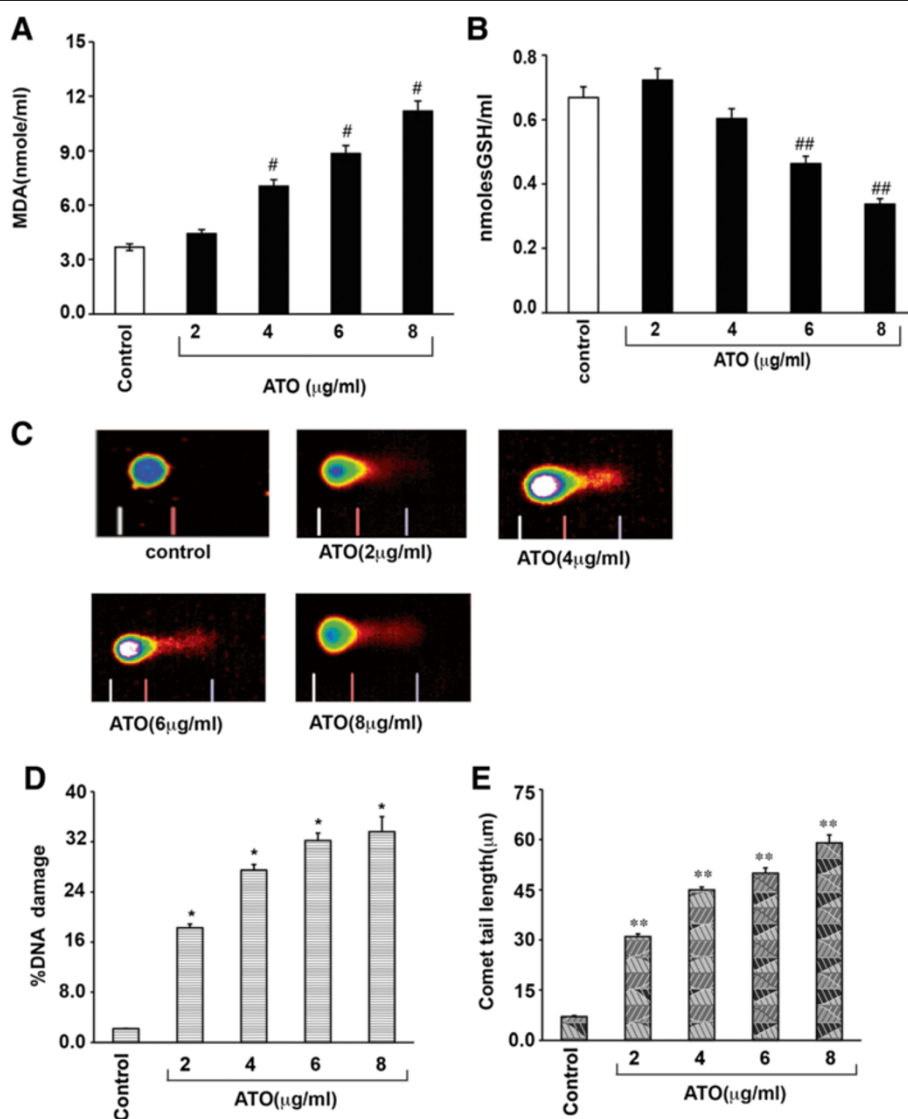 A
MDA(nmole/ml)
15
12
9.0
6.0
3.0
0.0
#
#
#
Control
2
4
6
8
ATO (μg/ml)
B
nmolesGSH/ml
0.8
0.6
0.4
0.2
0.0
##
##
control
2
4
6
8
ATO (μg/ml)
C
control
ATO(2μg/ml)
ATO(4μg/ml)
ATO(6μg/ml)
ATO(8μg/ml)
D
%DNA damage
40
32
24
16
8.0
0.0
*
*
*
*
Control
2
4
6
8
ATO(μg/ml)
E
Comet tail length(μm)
75
60
45
30
15
0.0
**
**
**
**
Control
2
4
6
8
ATO(μg/ml)